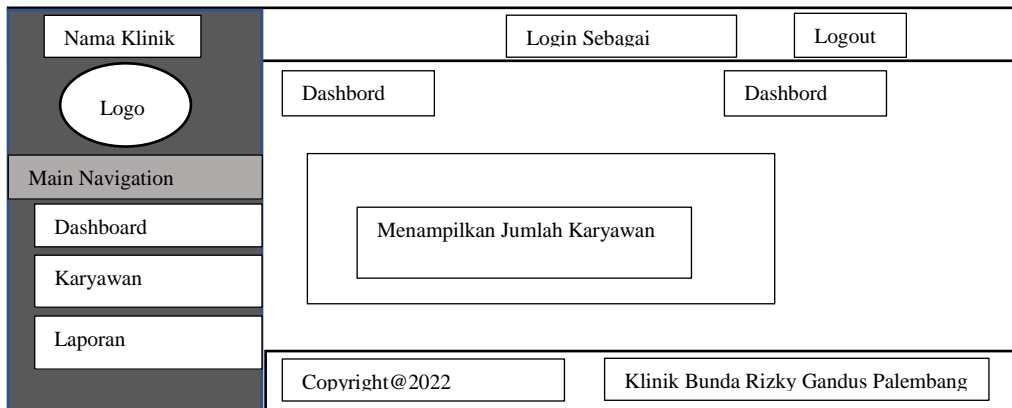 Nama Klinik
Login Sebagai
Logout
Logo
Dashbord
Dashbord
Main Navigation
Dashboard
Karyawan
Laporan
Menampilkan Jumlah Karyawan
Copyright@2022
Klinik Bunda Rizky Gandus Palembang